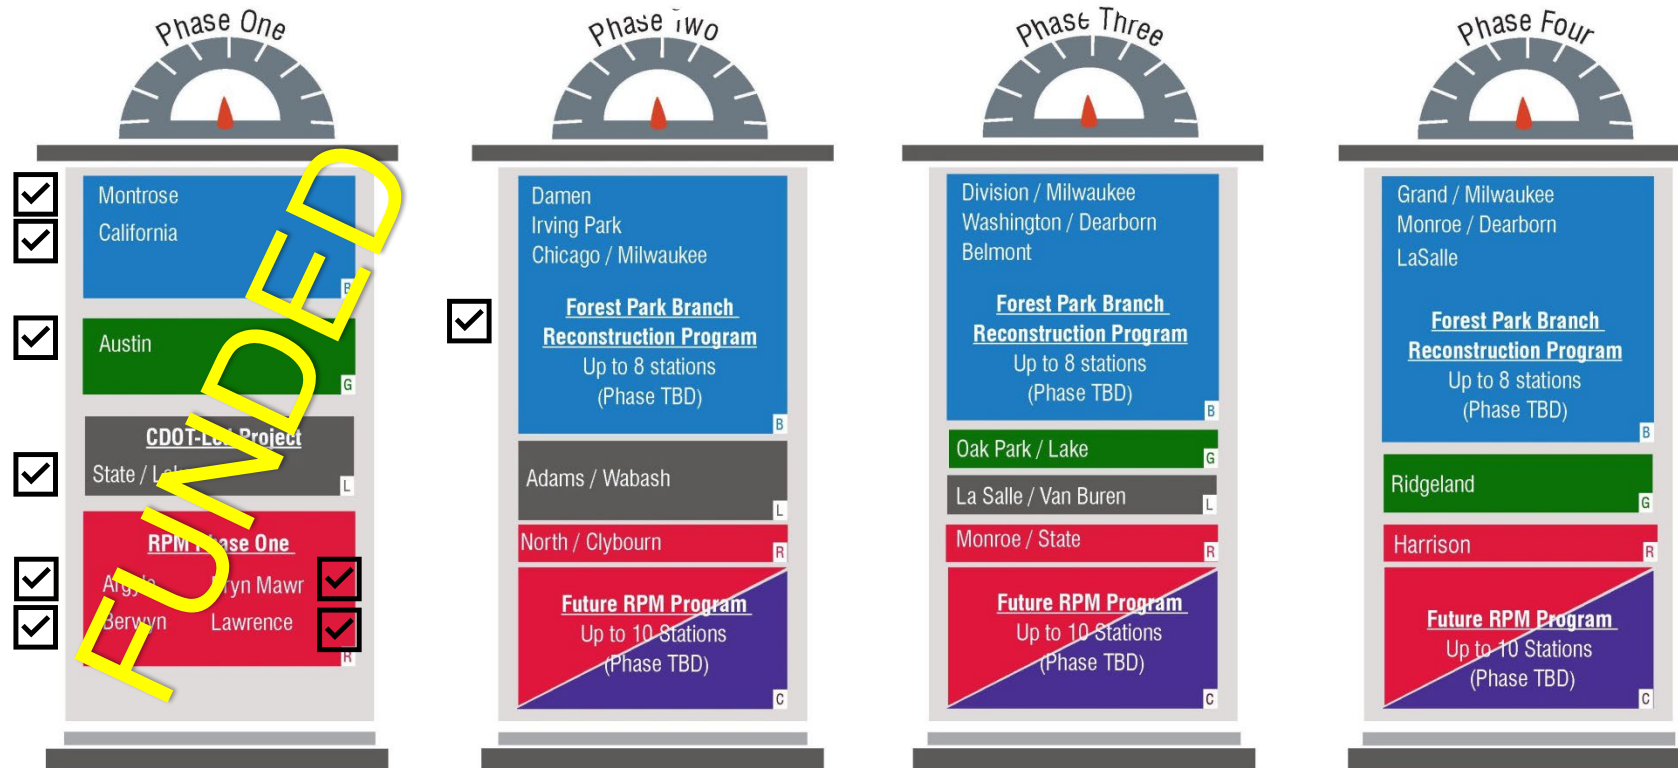 Phase One
Montrose
California
B
Austin
G
CDOT-Led Project
State / Lake
L
RPM Phase One
Argyle Bryn Mawr
Berwyn Lawrence
R
FUNDED
Phase Two
Damen
Irving Park
Chicago / Milwaukee
Forest Park Branch
Reconstruction Program
Up to 8 stations
(Phase TBD)
B
Adams / Wabash
L
North / Clybourn
R
Future RPM Program
Up to 10 Stations
(Phase TBD)
C
Phase Three
Division / Milwaukee
Washington / Dearborn
Belmont
Forest Park Branch
Reconstruction Program
Up to 8 stations
(Phase TBD)
B
Oak Park / Lake
G
La Salle / Van Buren
L
Monroe / State
R
Future RPM Program
Up to 10 Stations
(Phase TBD)
C
Phase Four
Grand / Milwaukee
Monroe / Dearborn
LaSalle
Forest Park Branch
Reconstruction Program
Up to 8 stations
(Phase TBD)
B
Ridgeland
G
Harrison
R
Future RPM Program
Up to 10 Stations
(Phase TBD)
C